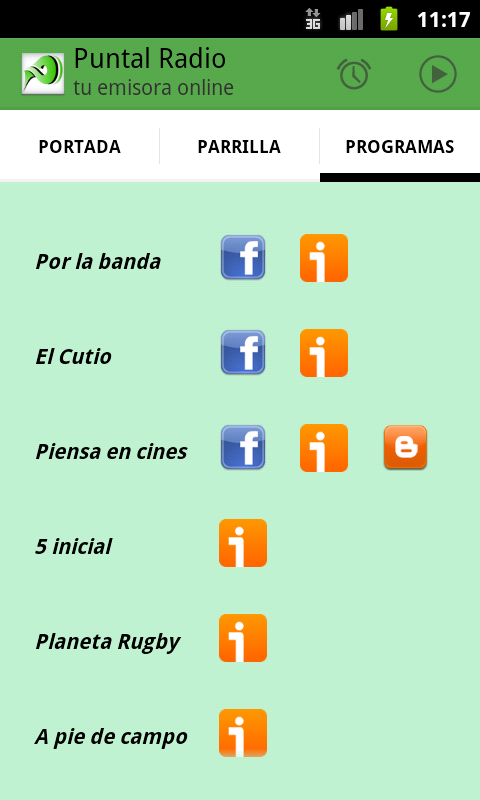 3G 11:17
Puntal Radio
tu emisora online
PORTADA PARRILLA PROGRAMAS
Por la banda f i
El Cutio f i
Piensa en cines f i B
5 inicial i
Planeta Rugby i
A pie de campo i